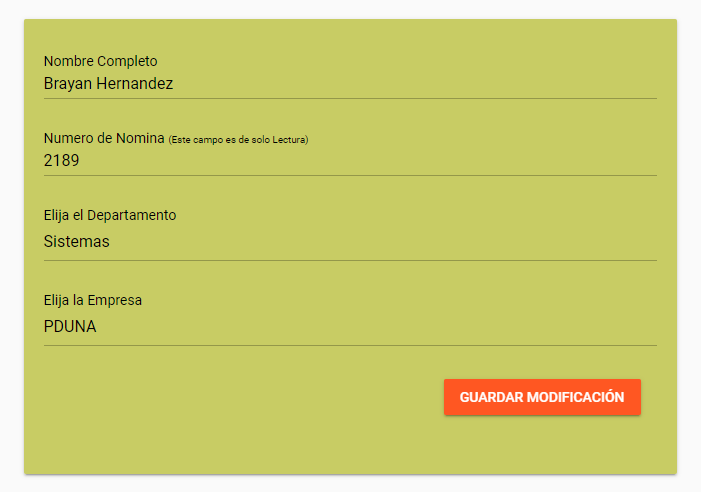 Nombre Completo
Brayan Hernandez
Numero de Nomina (Este campo es de solo Lectura)
2189
Elija el Departamento
Sistemas
Elija la Empresa
PDUNA
GUARDAR MODIFICACIÓN